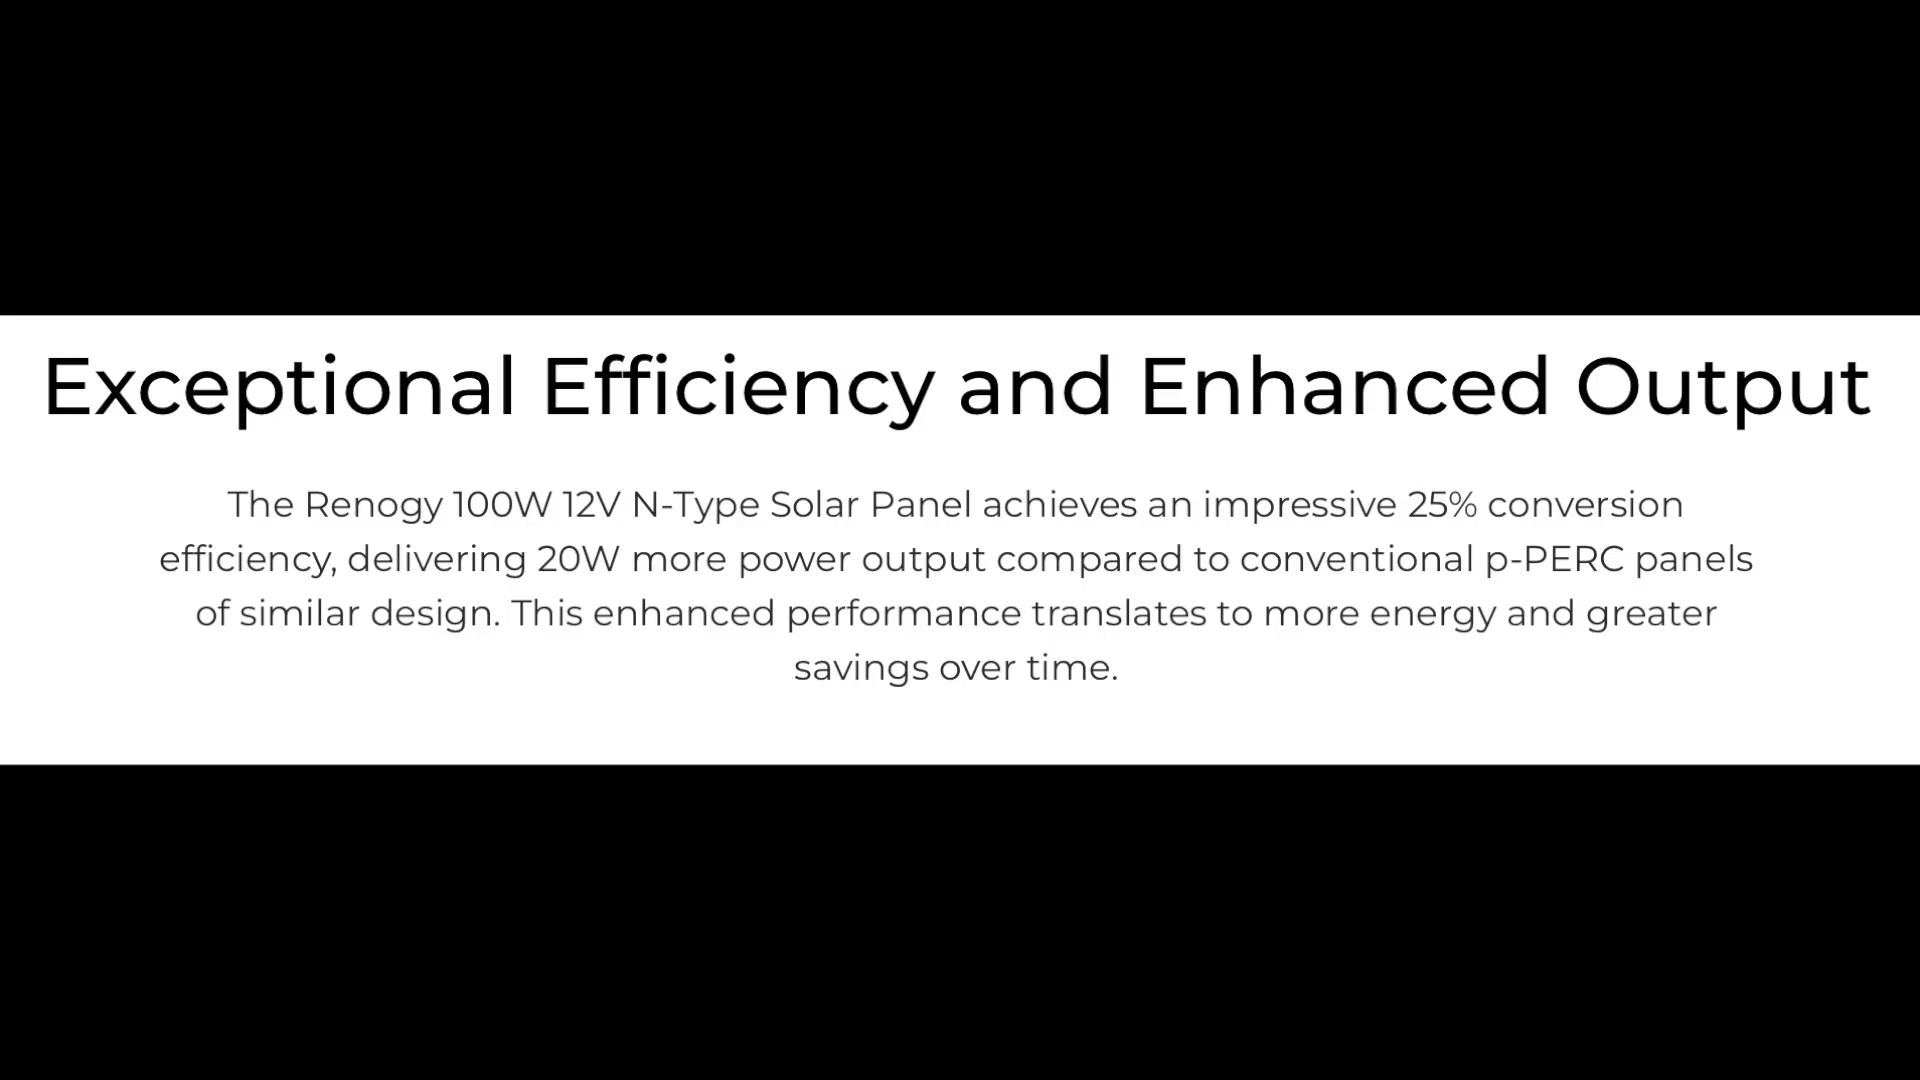 Exceptional Efficiency and Enhanced Output
The Renogy 100W 12V N-Type Solar Panel achieves an impressive 25% conversion
efficiency, delivering 20W more power output compared to conventional p-PERC panels
of similar design. This enhanced performance translates to more energy and greater
savings over time.